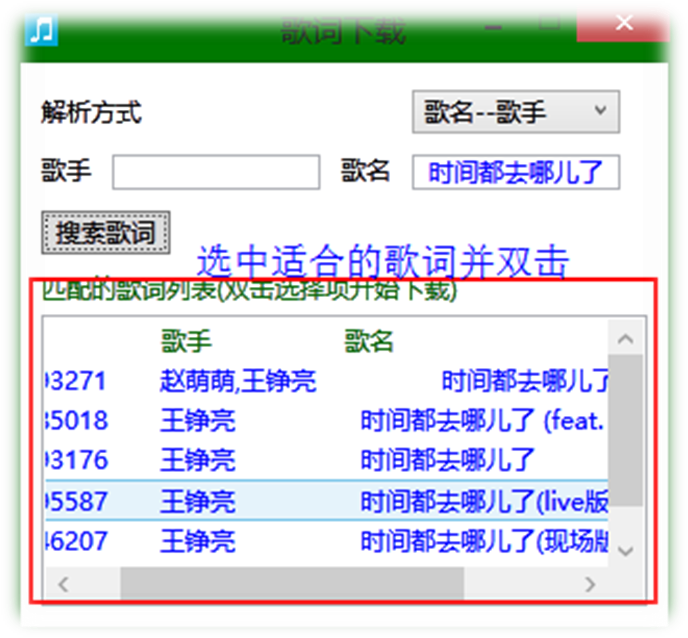 歌词下载
解析方式 歌名--歌手
歌手 歌名 时间都去哪儿了
搜索歌词
选中适合的歌词并双击
匹配的歌词列表(双击选择项开始下载)
歌手 歌名
93271 赵萌萌,王铮亮 时间都去哪儿了
35018 王铮亮 时间都去哪儿了 (feat.
93176 王铮亮 时间都去哪儿了
95587 王铮亮 时间都去哪儿了(live版
46207 王铮亮 时间都去哪儿了(现场版